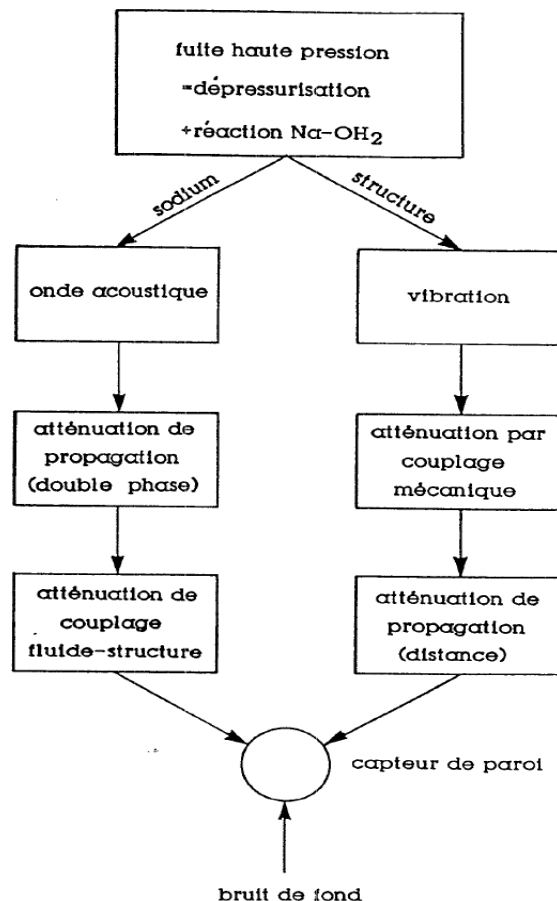 fuite haute pression
=dépressurisation
+réaction Na-OH₂
sodium
structure
onde acoustique
vibration
atténuation de
propagation
(double phase)
atténuation par
couplage
mécanique
atténuation de
couplage
fluide-structure
atténuation de
propagation
(distance)
capteur de paroi
bruit de fond